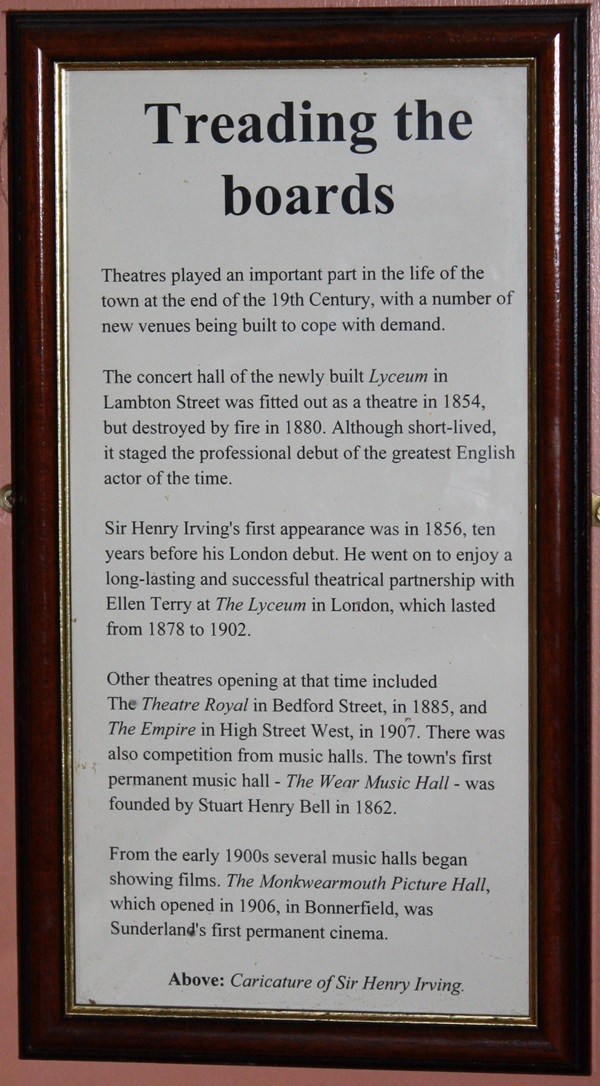 Treading the
boards
Theatres played an important part in the life of the
town at the end of the 19th Century, with a number of
new venues being built to cope with demand.
The concert hall of the newly built Lyceum in
Lambton Street was fitted out as a theatre in 1854,
but destroyed by fire in 1880. Although short-lived,
it staged the professional debut of the greatest English
actor of the time.
Sir Henry Irving's first appearance was in 1856, ten
years before his London debut. He went on to enjoy a
long-lasting and successful theatrical partnership with
Ellen Terry at The Lyceum in London, which lasted
from 1878 to 1902.
Other theatres opening at that time included
The Theatre Royal in Bedford Street, in 1885, and
The Empire in High Street West, in 1907. There was
also competition from music halls. The town's first
permanent music hall - The Wear Music Hall - was
founded by Stuart Henry Bell in 1862.
From the early 1900s several music halls began
showing films. The Monkwearmouth Picture Hall,
which opened in 1906, in Bonnerfield, was
Sunderland's first permanent cinema.
Above: Caricature of Sir Henry Irving.